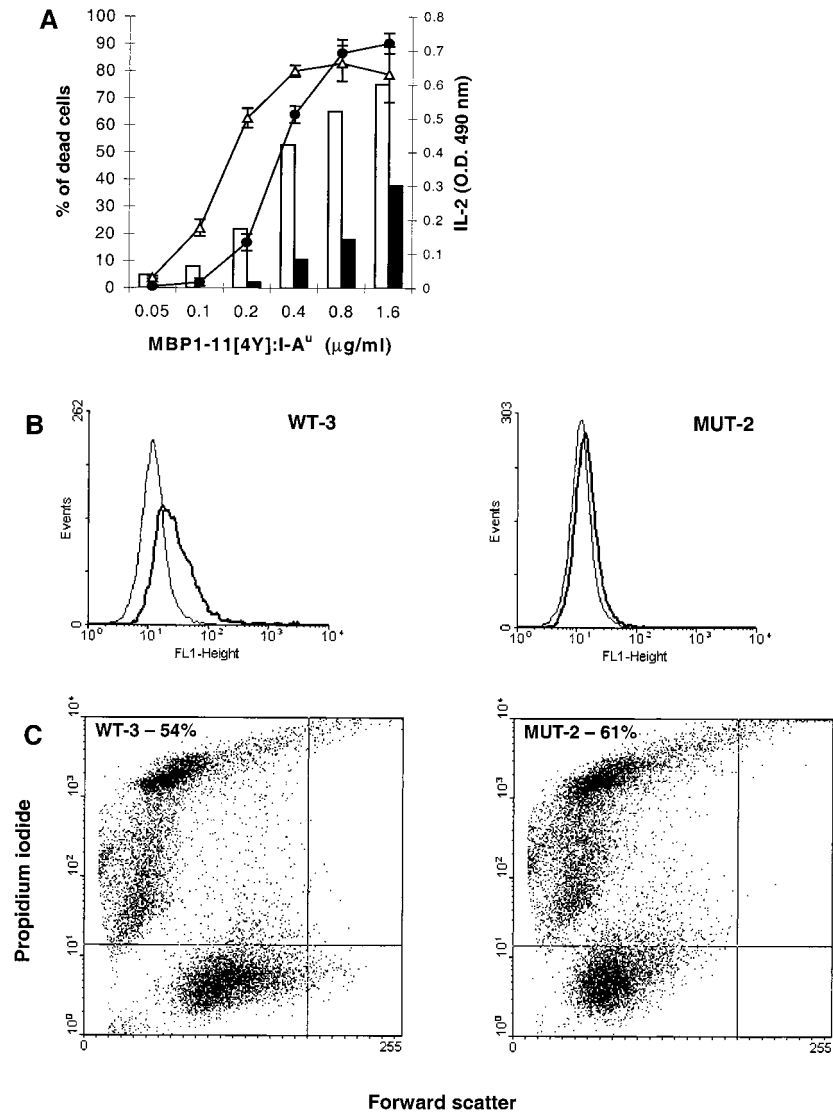 A
100
90
80
70
60
50
40
30
20
10
0
% of dead cells
0.8
0.7
0.6
0.5
0.4
0.3
0.2
0.1
0
IL-2 (O.D. 490 nm)
0.05 0.1 0.2 0.4 0.8 1.6
MBP1-11[4Y]:I-Aᵘ (μg/ml)
B
262
WT-3
Events
0
10⁰ 10¹ 10² 10³ 10⁴
FL1-Height
303
MUT-2
Events
0
10⁰ 10¹ 10² 10³ 10⁴
FL1-Height
C
WT-3 – 54%
10⁴
10³
10²
10¹
10⁰
Propidium iodide
0 255
MUT-2 – 61%
10⁴
10³
10²
10¹
10⁰
0 255
Forward scatter